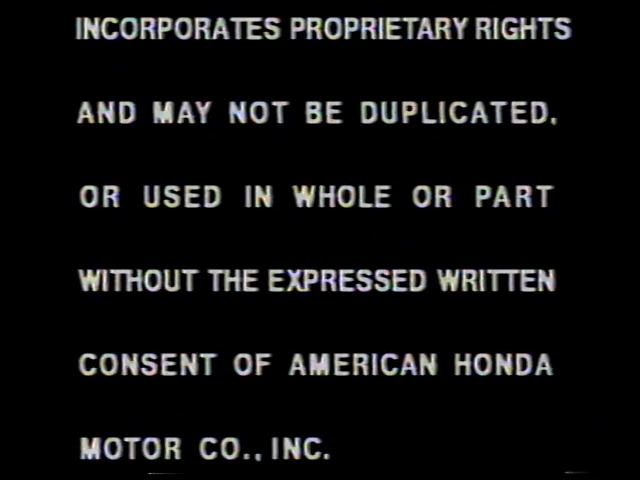 INCORPORATES PROPRIETARY RIGHTS
AND MAY NOT BE DUPLICATED,
OR USED IN WHOLE OR PART
WITHOUT THE EXPRESSED WRITTEN
CONSENT OF AMERICAN HONDA
MOTOR CO., INC.